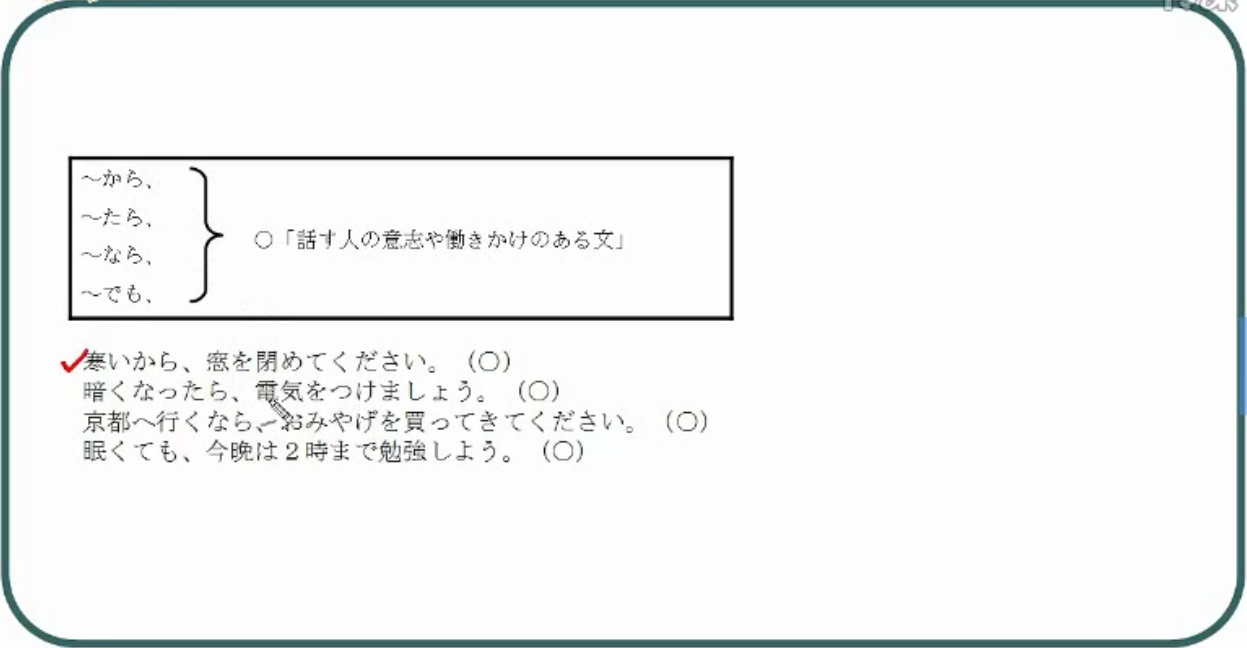 ～から、
～たら、
～なら、
～でも、
○「話す人の意志や働きかけのある文」
寒いから、窓を閉めてください。（○）
暗くなったら、電気をつけましょう。（○）
京都へ行くなら、おみやげを買ってきてください。（○）
眠くても、今晩は２時まで勉強しよう。（○）